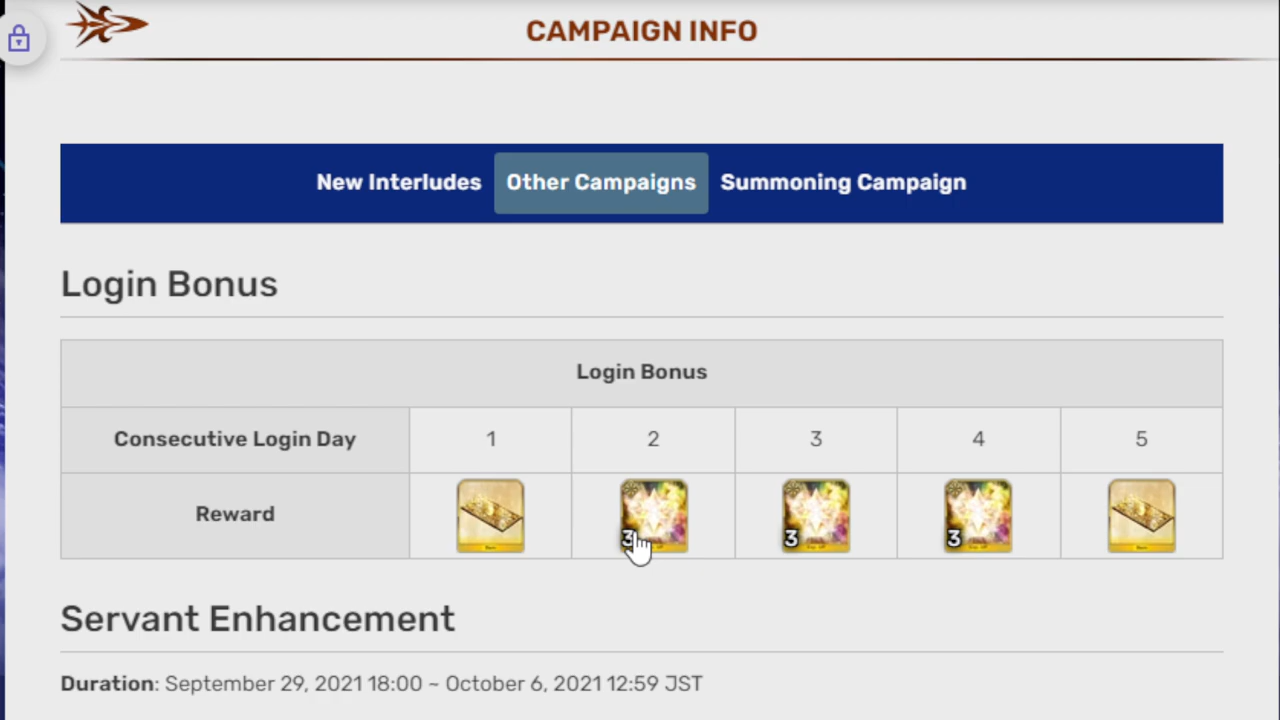 CAMPAIGN INFO
New Interludes Other Campaigns Summoning Campaign
Login Bonus
Login Bonus
Consecutive Login Day 1 2 3 4 5
Reward 3 3 3
Servant Enhancement
Duration: September 29, 2021 18:00 ~ October 6, 2021 12:59 JST